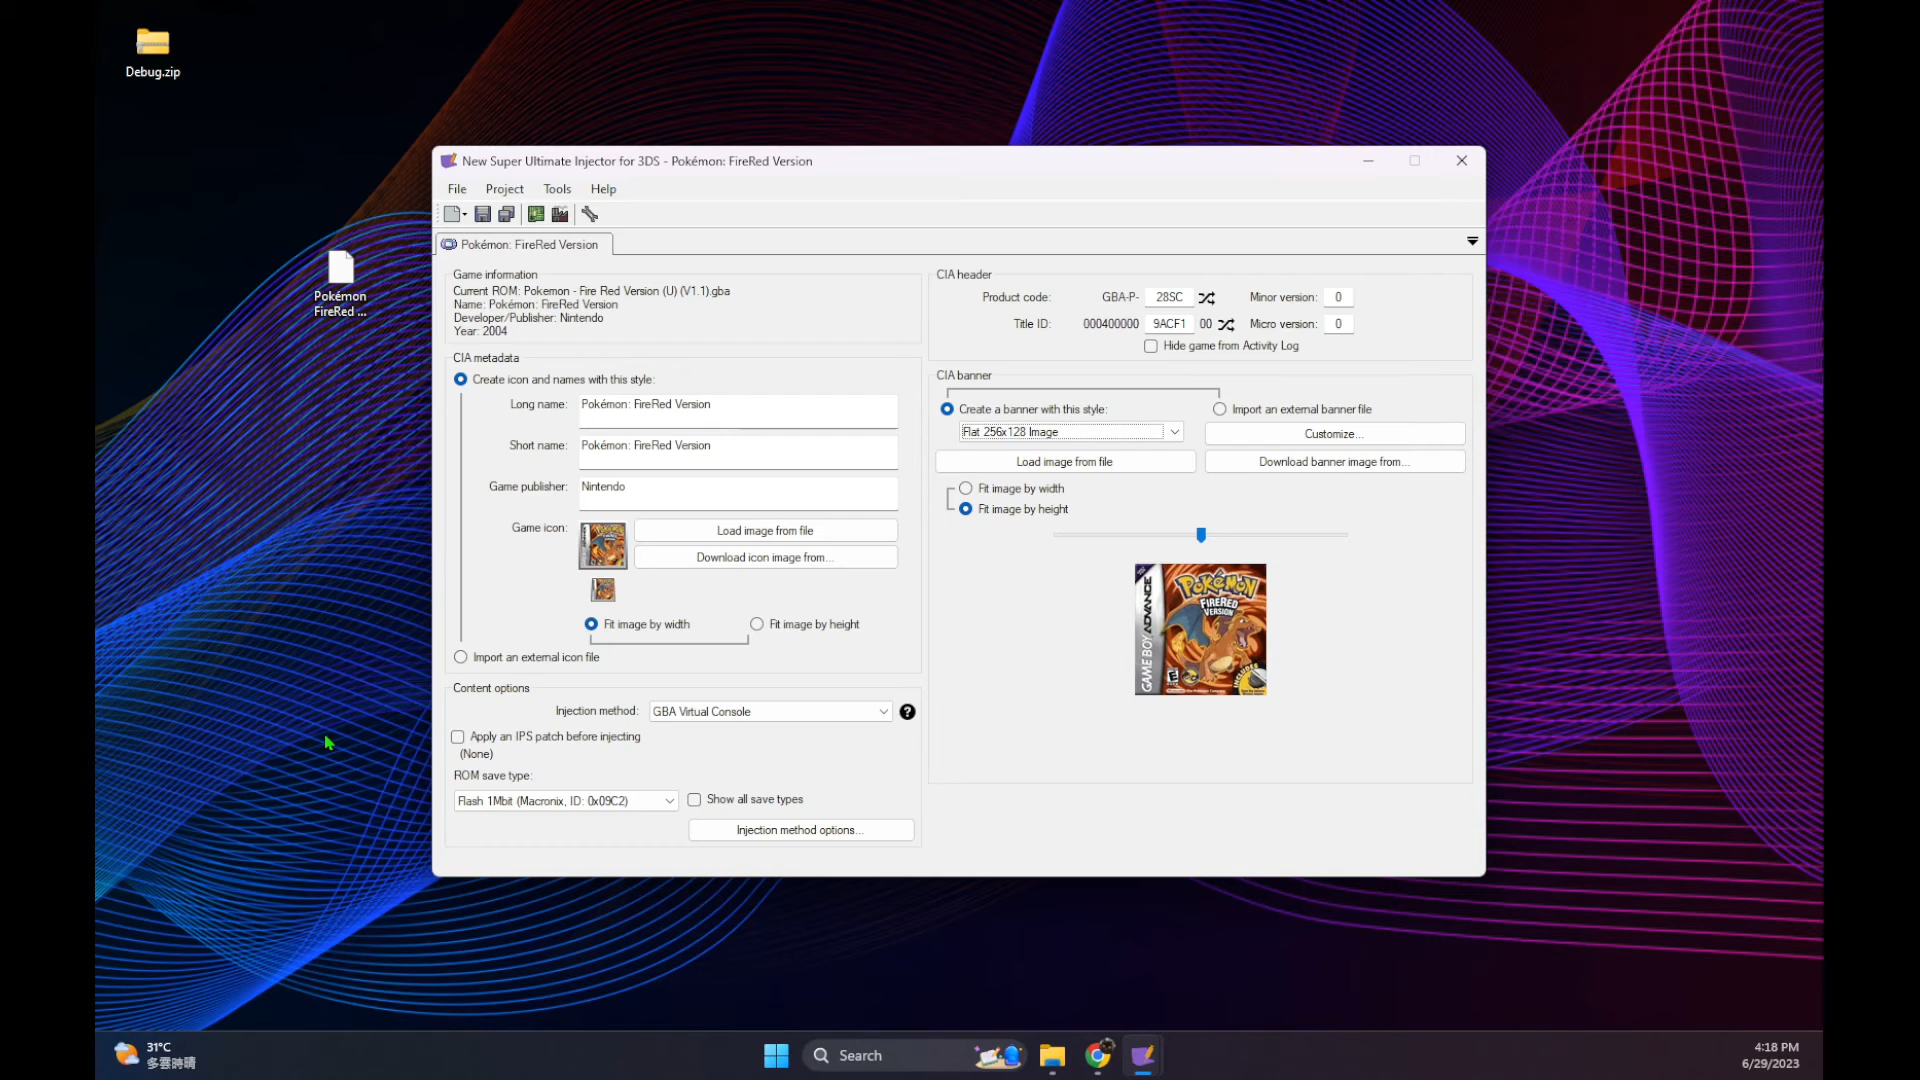 Debug.zip
Pokémon
FireRed ...
New Super Ultimate Injector for 3DS - Pokémon: FireRed Version
File Project Tools Help
Pokémon: FireRed Version
Game information
Current ROM: Pokemon - Fire Red Version (U) (V1.1).gba
Name: Pokémon: FireRed Version
Developer/Publisher: Nintendo
Year: 2004
CIA metadata
Create icon and names with this style:
Long name: Pokémon: FireRed Version
Short name: Pokémon: FireRed Version
Game publisher: Nintendo
Game icon:
Load image from file
Download icon image from...
Fit image by width Fit image by height
Import an external icon file
Content options
Injection method: GBA Virtual Console ?
Apply an IPS patch before injecting
(None)
ROM save type:
Flash 1Mbit (Macronix, ID: 0x09C2) Show all save types
Injection method options...
CIA header
Product code: GBA-P- 28SC Minor version: 0
Title ID: 000400000 9ACF1 00 Micro version: 0
Hide game from Activity Log
CIA banner
Create a banner with this style: Import an external banner file
Flat 256x128 Image Customize...
Load image from file Download banner image from...
Fit image by width
Fit image by height
GAME BOY ADVANCE
POKéMON
FIRERED
VERSION
31°C
多雲時晴
Search
4:18 PM
6/29/2023